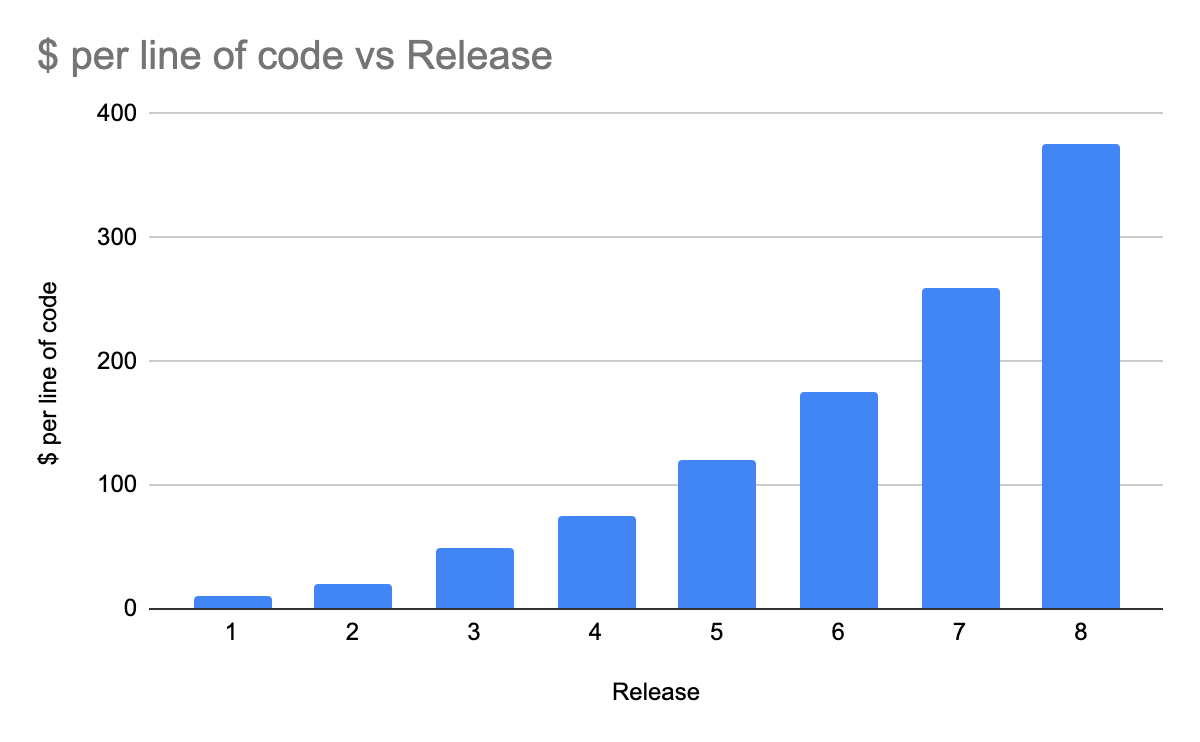 $ per line of code vs Release
400
300
200
100
0
$ per line of code
1 2 3 4 5 6 7 8
Release